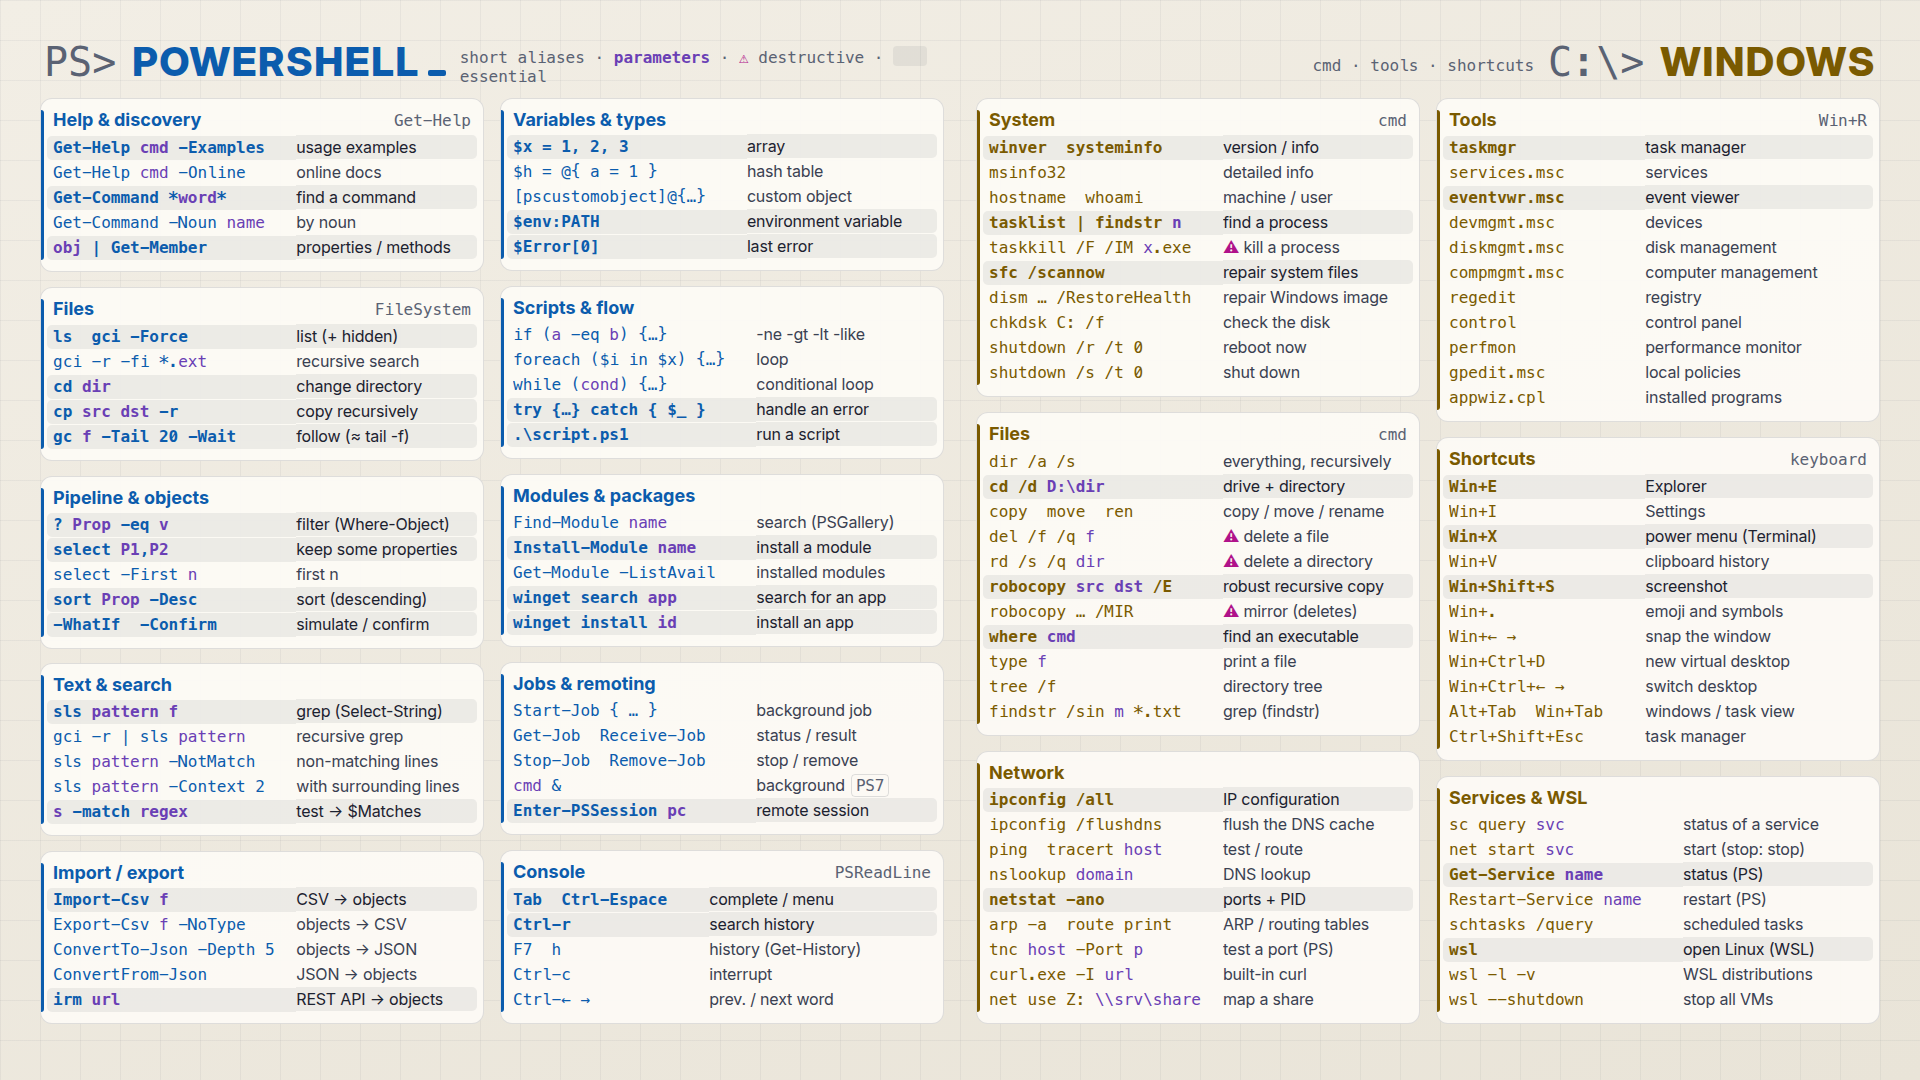 PS> POWERSHELL_
short aliases · parameters · ⚠ destructive ·
essential
Help & discovery Get-Help
Get-Help cmd -Examples usage examples
Get-Help cmd -Online online docs
Get-Command *word* find a command
Get-Command -Noun name by noun
obj | Get-Member properties / methods
Files FileSystem
ls gci -Force list (+ hidden)
gci -r -fi *.ext recursive search
cd dir change directory
cp src dst -r copy recursively
gc f -Tail 20 -Wait follow (≈ tail -f)
Pipeline & objects
? Prop -eq v filter (Where-Object)
select P1,P2 keep some properties
select -First n first n
sort Prop -Desc sort (descending)
-WhatIf -Confirm simulate / confirm
Text & search
sls pattern f grep (Select-String)
gci -r | sls pattern recursive grep
sls pattern -NotMatch non-matching lines
sls pattern -Context 2 with surrounding lines
s -match regex test → $Matches
Import / export
Import-Csv f CSV → objects
Export-Csv f -NoType objects → CSV
ConvertTo-Json -Depth 5 objects → JSON
ConvertFrom-Json JSON → objects
irm url REST API → objects
Variables & types
$x = 1, 2, 3 array
$h = @{ a = 1 } hash table
[pscustomobject]@{…} custom object
$env:PATH environment variable
$Error[0] last error
Scripts & flow
if (a -eq b) {…} -ne -gt -lt -like
foreach ($i in $x) {…} loop
while (cond) {…} conditional loop
try {…} catch { $_ } handle an error
.\script.ps1 run a script
Modules & packages
Find-Module name search (PSGallery)
Install-Module name install a module
Get-Module -ListAvail installed modules
winget search app search for an app
winget install id install an app
Jobs & remoting
Start-Job { … } background job
Get-Job Receive-Job status / result
Stop-Job Remove-Job stop / remove
cmd & background PS7
Enter-PSSession pc remote session
Console PSReadLine
Tab Ctrl-Espace complete / menu
Ctrl-r search history
F7 h history (Get-History)
Ctrl-c interrupt
Ctrl-← → prev. / next word
cmd · tools · shortcuts C:\> WINDOWS
System cmd
winver systeminfo version / info
msinfo32 detailed info
hostname whoami machine / user
tasklist | findstr n find a process
taskkill /F /IM x.exe ⚠ kill a process
sfc /scannow repair system files
dism … /RestoreHealth repair Windows image
chkdsk C: /f check the disk
shutdown /r /t 0 reboot now
shutdown /s /t 0 shut down
Files cmd
dir /a /s everything, recursively
cd /d D:\dir drive + directory
copy move ren copy / move / rename
del /f /q f ⚠ delete a file
rd /s /q dir ⚠ delete a directory
robocopy src dst /E robust recursive copy
robocopy … /MIR ⚠ mirror (deletes)
where cmd find an executable
type f print a file
tree /f directory tree
findstr /sin m *.txt grep (findstr)
Network
ipconfig /all IP configuration
ipconfig /flushdns flush the DNS cache
ping tracert host test / route
nslookup domain DNS lookup
netstat -ano ports + PID
arp -a route print ARP / routing tables
tnc host -Port p test a port (PS)
curl.exe -I url built-in curl
net use Z: \\srv\share map a share
Tools Win+R
taskmgr task manager
services.msc services
eventvwr.msc event viewer
devmgmt.msc devices
diskmgmt.msc disk management
compmgmt.msc computer management
regedit registry
control control panel
perfmon performance monitor
gpedit.msc local policies
appwiz.cpl installed programs
Shortcuts keyboard
Win+E Explorer
Win+I Settings
Win+X power menu (Terminal)
Win+V clipboard history
Win+Shift+S screenshot
Win+. emoji and symbols
Win+← → snap the window
Win+Ctrl+D new virtual desktop
Win+Ctrl+← → switch desktop
Alt+Tab Win+Tab windows / task view
Ctrl+Shift+Esc task manager
Services & WSL
sc query svc status of a service
net start svc start (stop: stop)
Get-Service name status (PS)
Restart-Service name restart (PS)
schtasks /query scheduled tasks
wsl open Linux (WSL)
wsl -l -v WSL distributions
wsl --shutdown stop all VMs